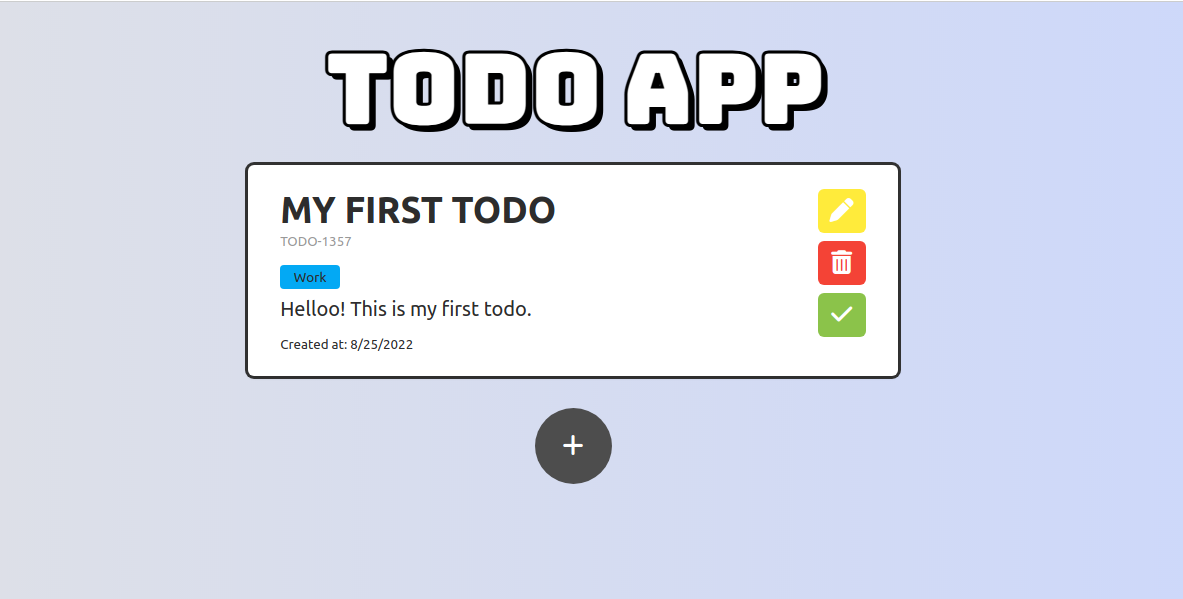 TODO APP
MY FIRST TODO
TODO-1357
Work
Helloo! This is my first todo.
Created at: 8/25/2022
+